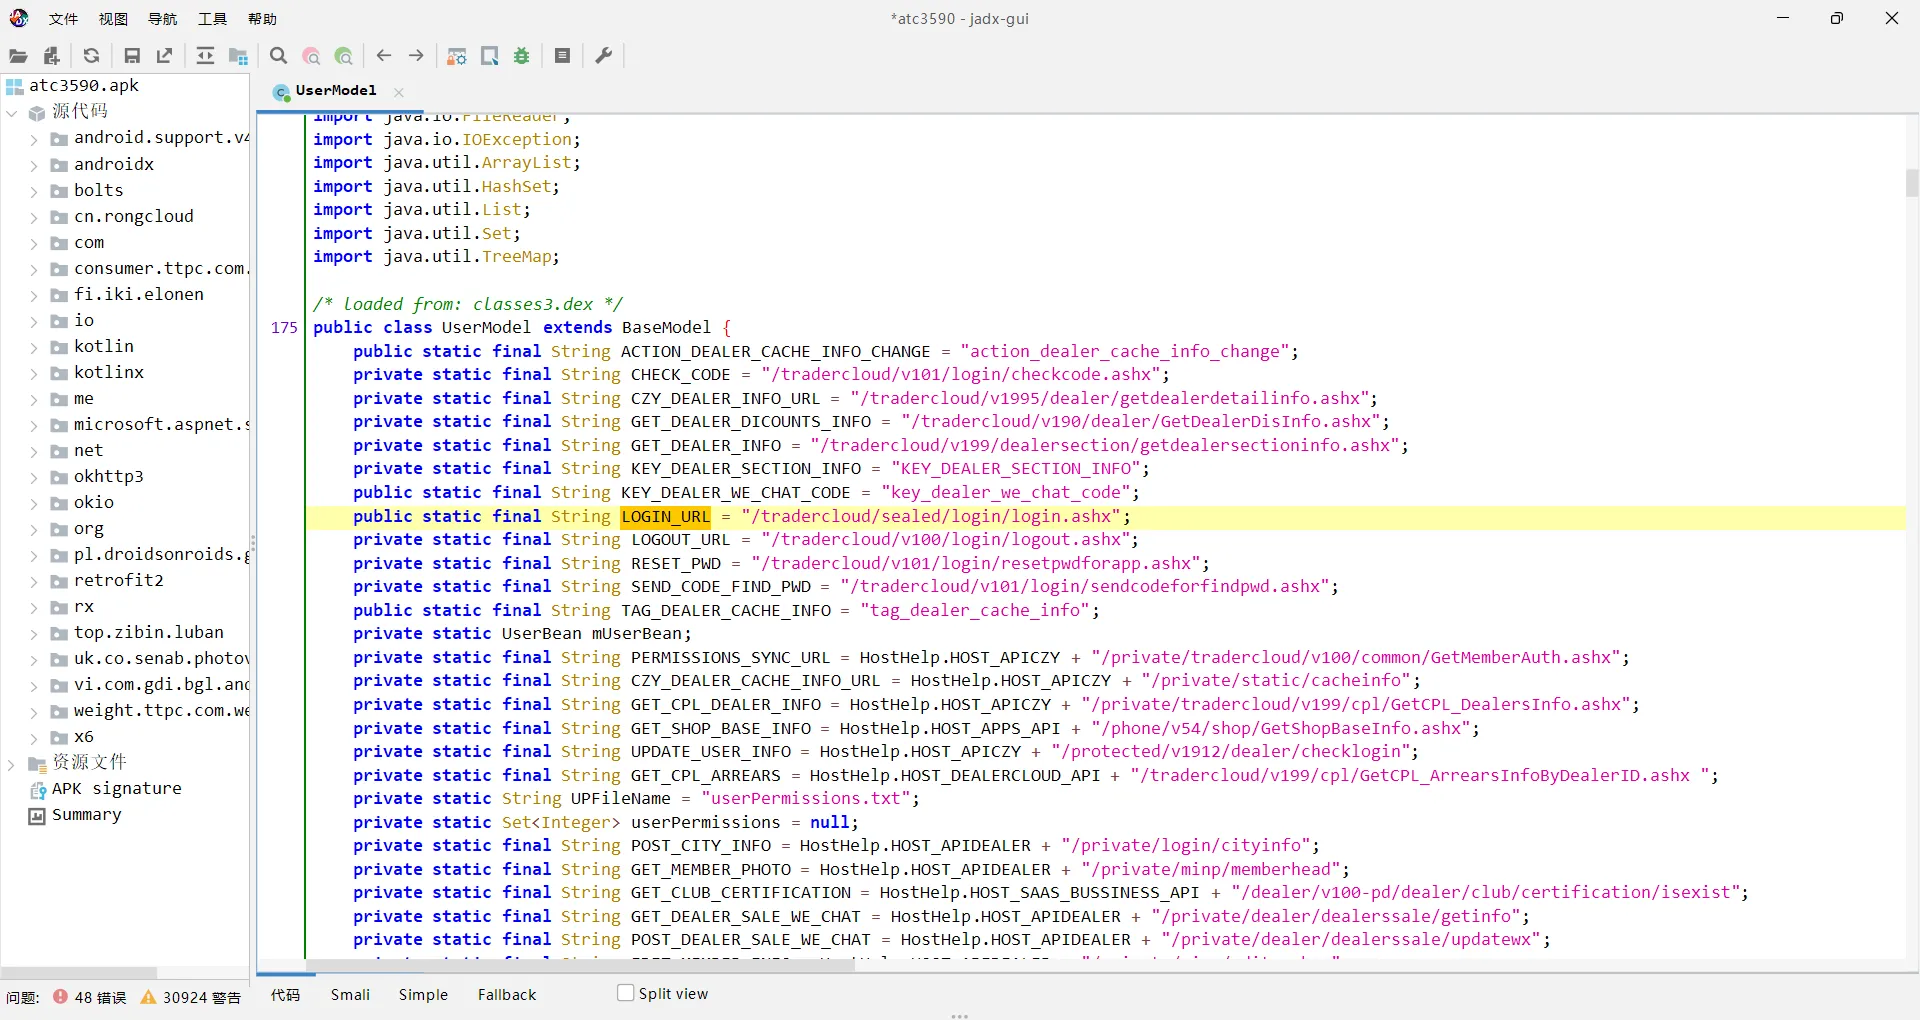 文件 视图 导航 工具 帮助
*atc3590 - jadx-gui
atc3590.apk
源代码
android.support.v4
androidx
bolts
cn.rongcloud
com
consumer.ttpc.com.
fi.iki.elonen
io
kotlin
kotlinx
me
microsoft.aspnet.s
net
okhttp3
okio
org
pl.droidsonroids.g
retrofit2
rx
top.zibin.luban
uk.co.senab.photov
vi.com.gdi.bgl.and
weight.ttpc.com.we
x6
资源文件
APK signature
Summary
UserModel
import java.io.FileReader;
import java.io.IOException;
import java.util.ArrayList;
import java.util.HashSet;
import java.util.List;
import java.util.Set;
import java.util.TreeMap;
/* loaded from: classes3.dex */
175 public class UserModel extends BaseModel {
public static final String ACTION_DEALER_CACHE_INFO_CHANGE = "action_dealer_cache_info_change";
private static final String CHECK_CODE = "/tradercloud/v101/login/checkcode.ashx";
private static final String CZY_DEALER_INFO_URL = "/tradercloud/v1995/dealer/getdealerdetailinfo.ashx";
private static final String GET_DEALER_DICOUNTS_INFO = "/tradercloud/v190/dealer/GetDealerDisInfo.ashx";
private static final String GET_DEALER_INFO = "/tradercloud/v199/dealersection/getdealersectioninfo.ashx";
private static final String KEY_DEALER_SECTION_INFO = "KEY_DEALER_SECTION_INFO";
public static final String KEY_DEALER_WE_CHAT_CODE = "key_dealer_we_chat_code";
public static final String LOGIN_URL = "/tradercloud/sealed/login/login.ashx";
private static final String LOGOUT_URL = "/tradercloud/v100/login/logout.ashx";
private static final String RESET_PWD = "/tradercloud/v101/login/resetpwdforapp.ashx";
private static final String SEND_CODE_FIND_PWD = "/tradercloud/v101/login/sendcodeforfindpwd.ashx";
public static final String TAG_DEALER_CACHE_INFO = "tag_dealer_cache_info";
private static UserBean mUserBean;
private static final String PERMISSIONS_SYNC_URL = HostHelp.HOST_APICZY + "/private/tradercloud/v100/common/GetMemberAuth.ashx";
private static final String CZY_DEALER_CACHE_INFO_URL = HostHelp.HOST_APICZY + "/private/static/cacheinfo";
private static final String GET_CPL_DEALER_INFO = HostHelp.HOST_APICZY + "/private/tradercloud/v199/cpl/GetCPL_DealersInfo.ashx";
private static final String GET_SHOP_BASE_INFO = HostHelp.HOST_APPS_API + "/phone/v54/shop/GetShopBaseInfo.ashx";
private static final String UPDATE_USER_INFO = HostHelp.HOST_APICZY + "/protected/v1912/dealer/checklogin";
private static final String GET_CPL_ARREARS = HostHelp.HOST_DEALERCLOUD_API + "/tradercloud/v199/cpl/GetCPL_ArrearsInfoByDealerID.ashx ";
private static String UPFileName = "userPermissions.txt";
private static Set<Integer> userPermissions = null;
private static final String POST_CITY_INFO = HostHelp.HOST_APIDEALER + "/private/login/cityinfo";
private static final String GET_MEMBER_PHOTO = HostHelp.HOST_APIDEALER + "/private/minp/memberhead";
private static final String GET_CLUB_CERTIFICATION = HostHelp.HOST_SAAS_BUSSINESS_API + "/dealer/v100-pd/dealer/club/certification/isexist";
private static final String GET_DEALER_SALE_WE_CHAT = HostHelp.HOST_APIDEALER + "/private/dealer/dealerssale/getinfo";
private static final String POST_DEALER_SALE_WE_CHAT = HostHelp.HOST_APIDEALER + "/private/dealer/dealerssale/updatewx";
问题: 48 错误 30924 警告
代码 Smali Simple Fallback Split view